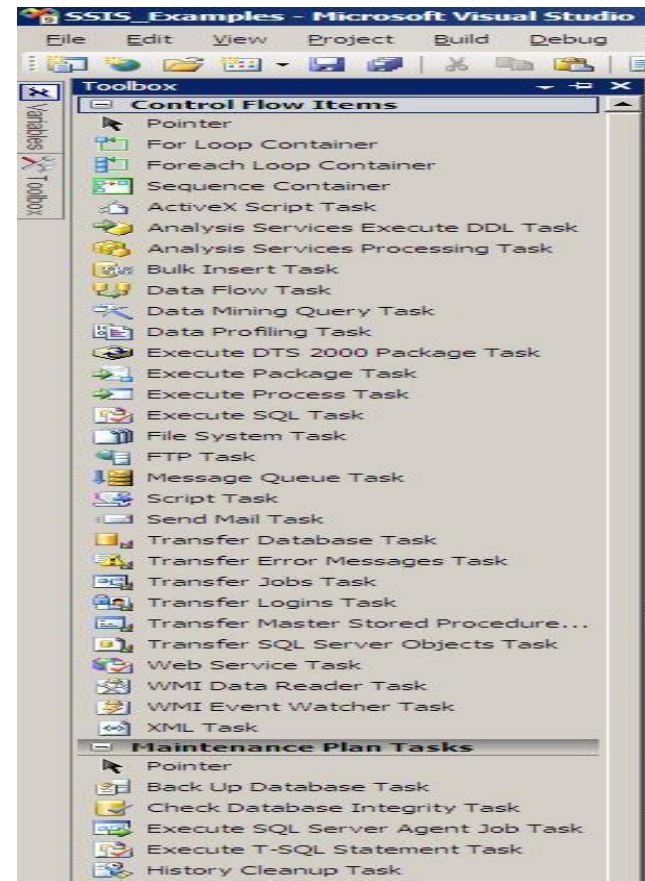 SSIS_Examples - Microsoft Visual Studio
File Edit View Project Build Debug
Toolbox
Variables
Toolbox
Control Flow Items
Pointer
For Loop Container
Foreach Loop Container
Sequence Container
ActiveX Script Task
Analysis Services Execute DDL Task
Analysis Services Processing Task
Bulk Insert Task
Data Flow Task
Data Mining Query Task
Data Profiling Task
Execute DTS 2000 Package Task
Execute Package Task
Execute Process Task
Execute SQL Task
File System Task
FTP Task
Message Queue Task
Script Task
Send Mail Task
Transfer Database Task
Transfer Error Messages Task
Transfer Jobs Task
Transfer Logins Task
Transfer Master Stored Procedure...
Transfer SQL Server Objects Task
Web Service Task
WMI Data Reader Task
WMI Event Watcher Task
XML Task
Maintenance Plan Tasks
Pointer
Back Up Database Task
Check Database Integrity Task
Execute SQL Server Agent Job Task
Execute T-SQL Statement Task
History Cleanup Task